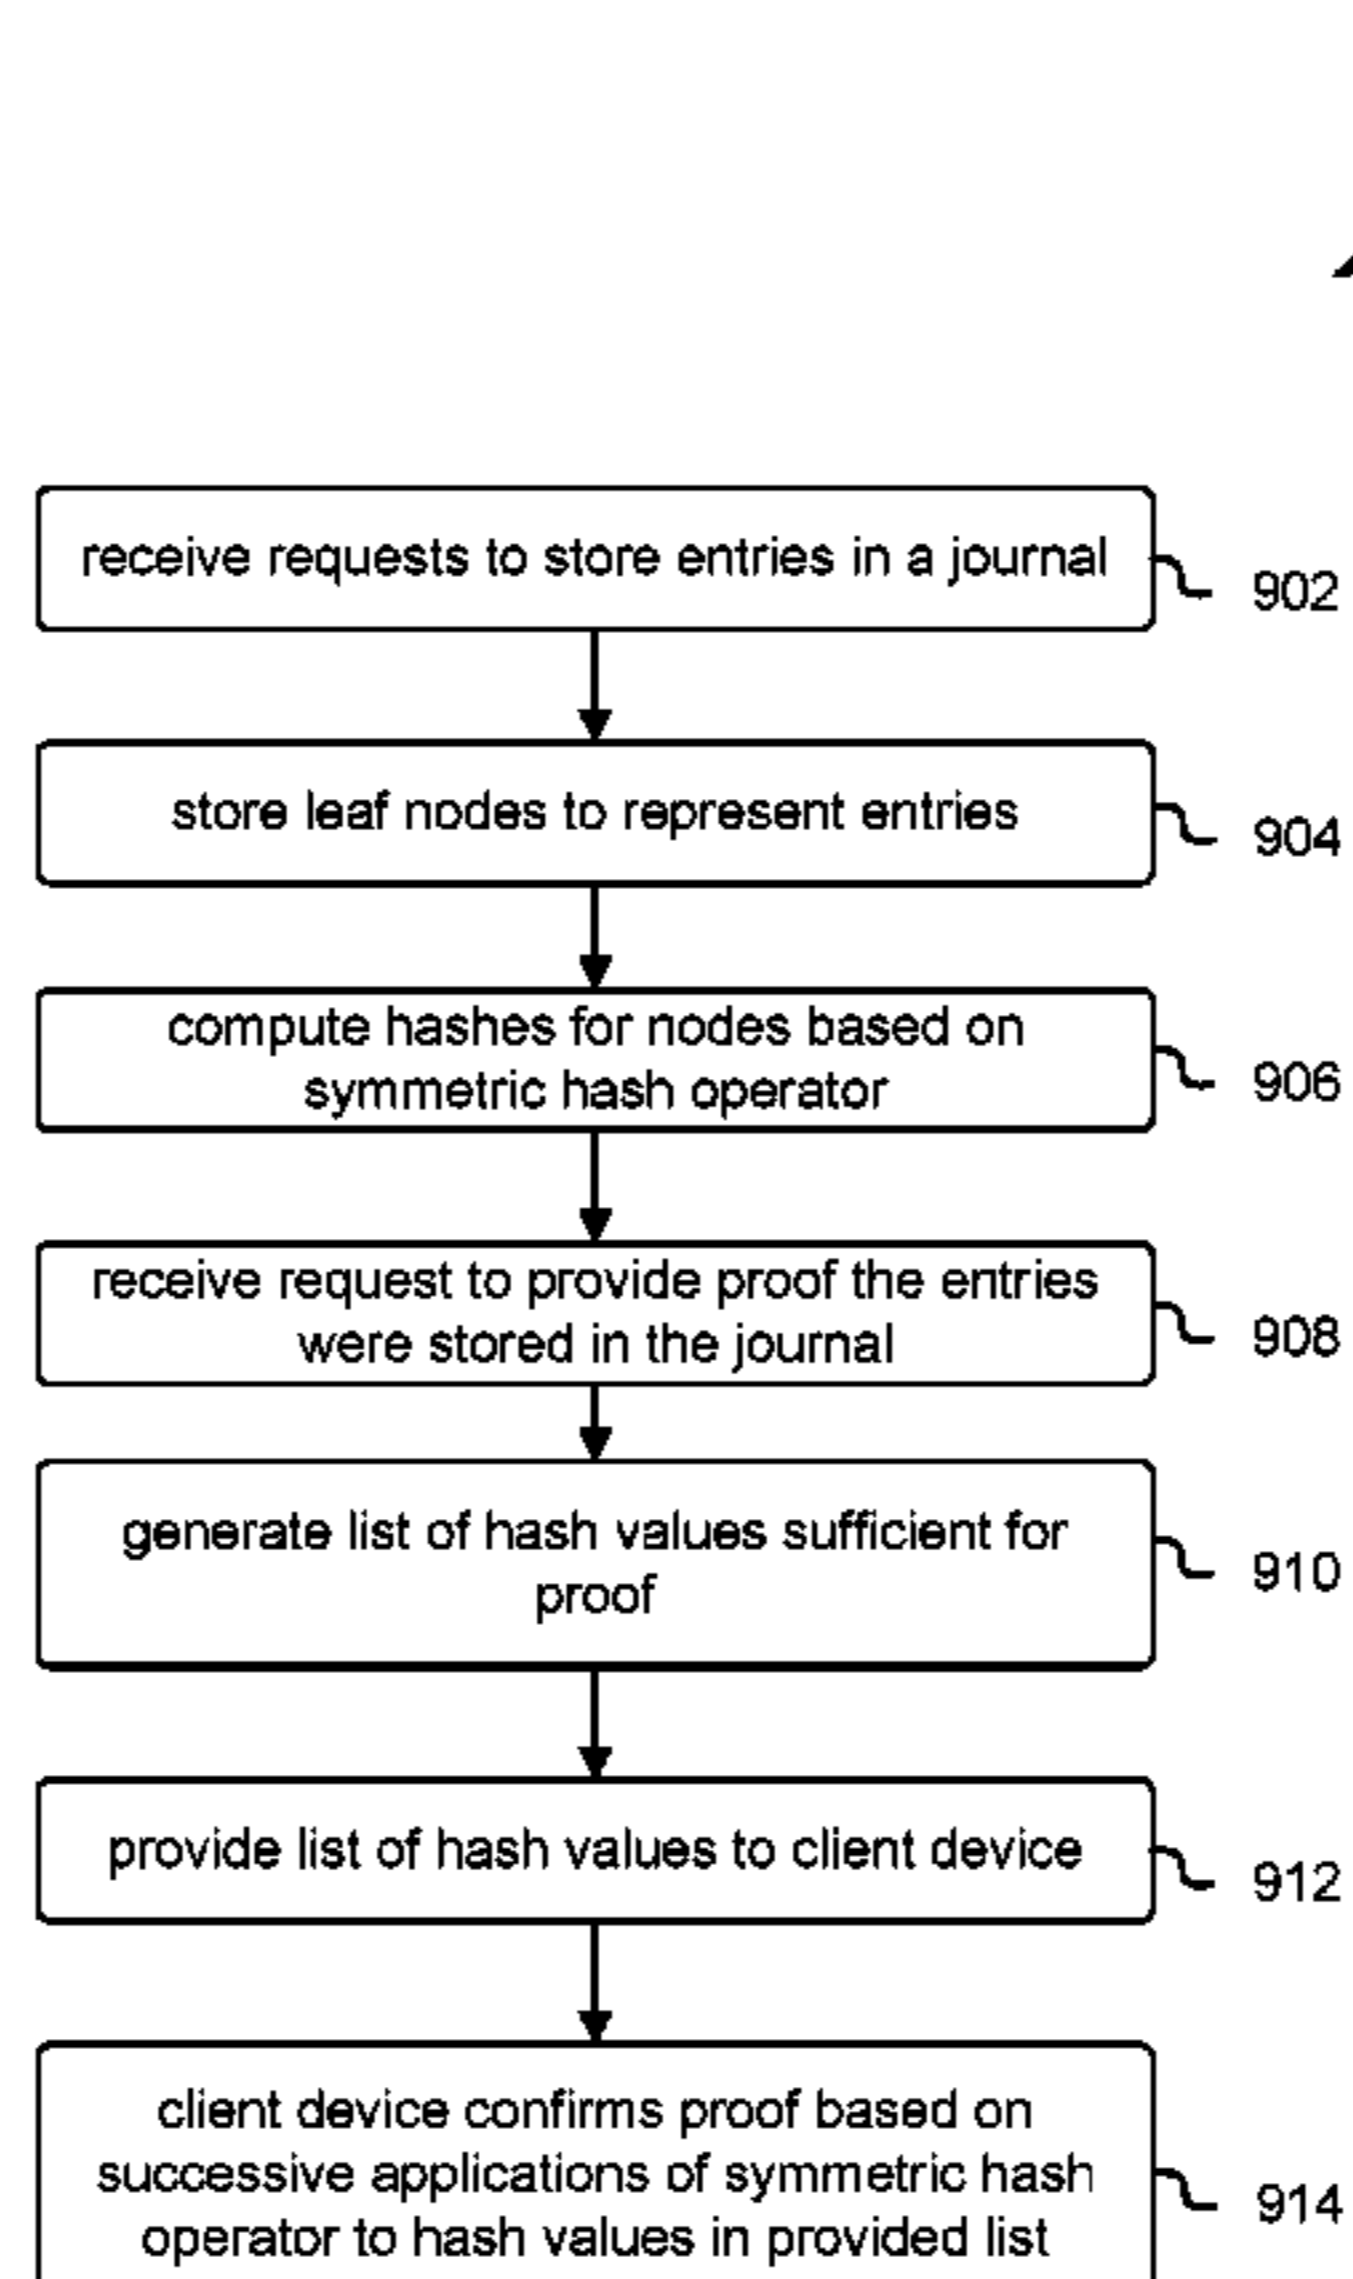 receive requests to store entries in a journal
902
store leaf nodes to represent entries
904
compute hashes for nodes based on
symmetric hash operator
906
receive request to provide proof the entries
were stored in the journal
908
generate list of hash values sufficient for
proof
910
provide list of hash values to client device
912
client device confirms proof based on
successive applications of symmetric hash
operator to hash values in provided list
914